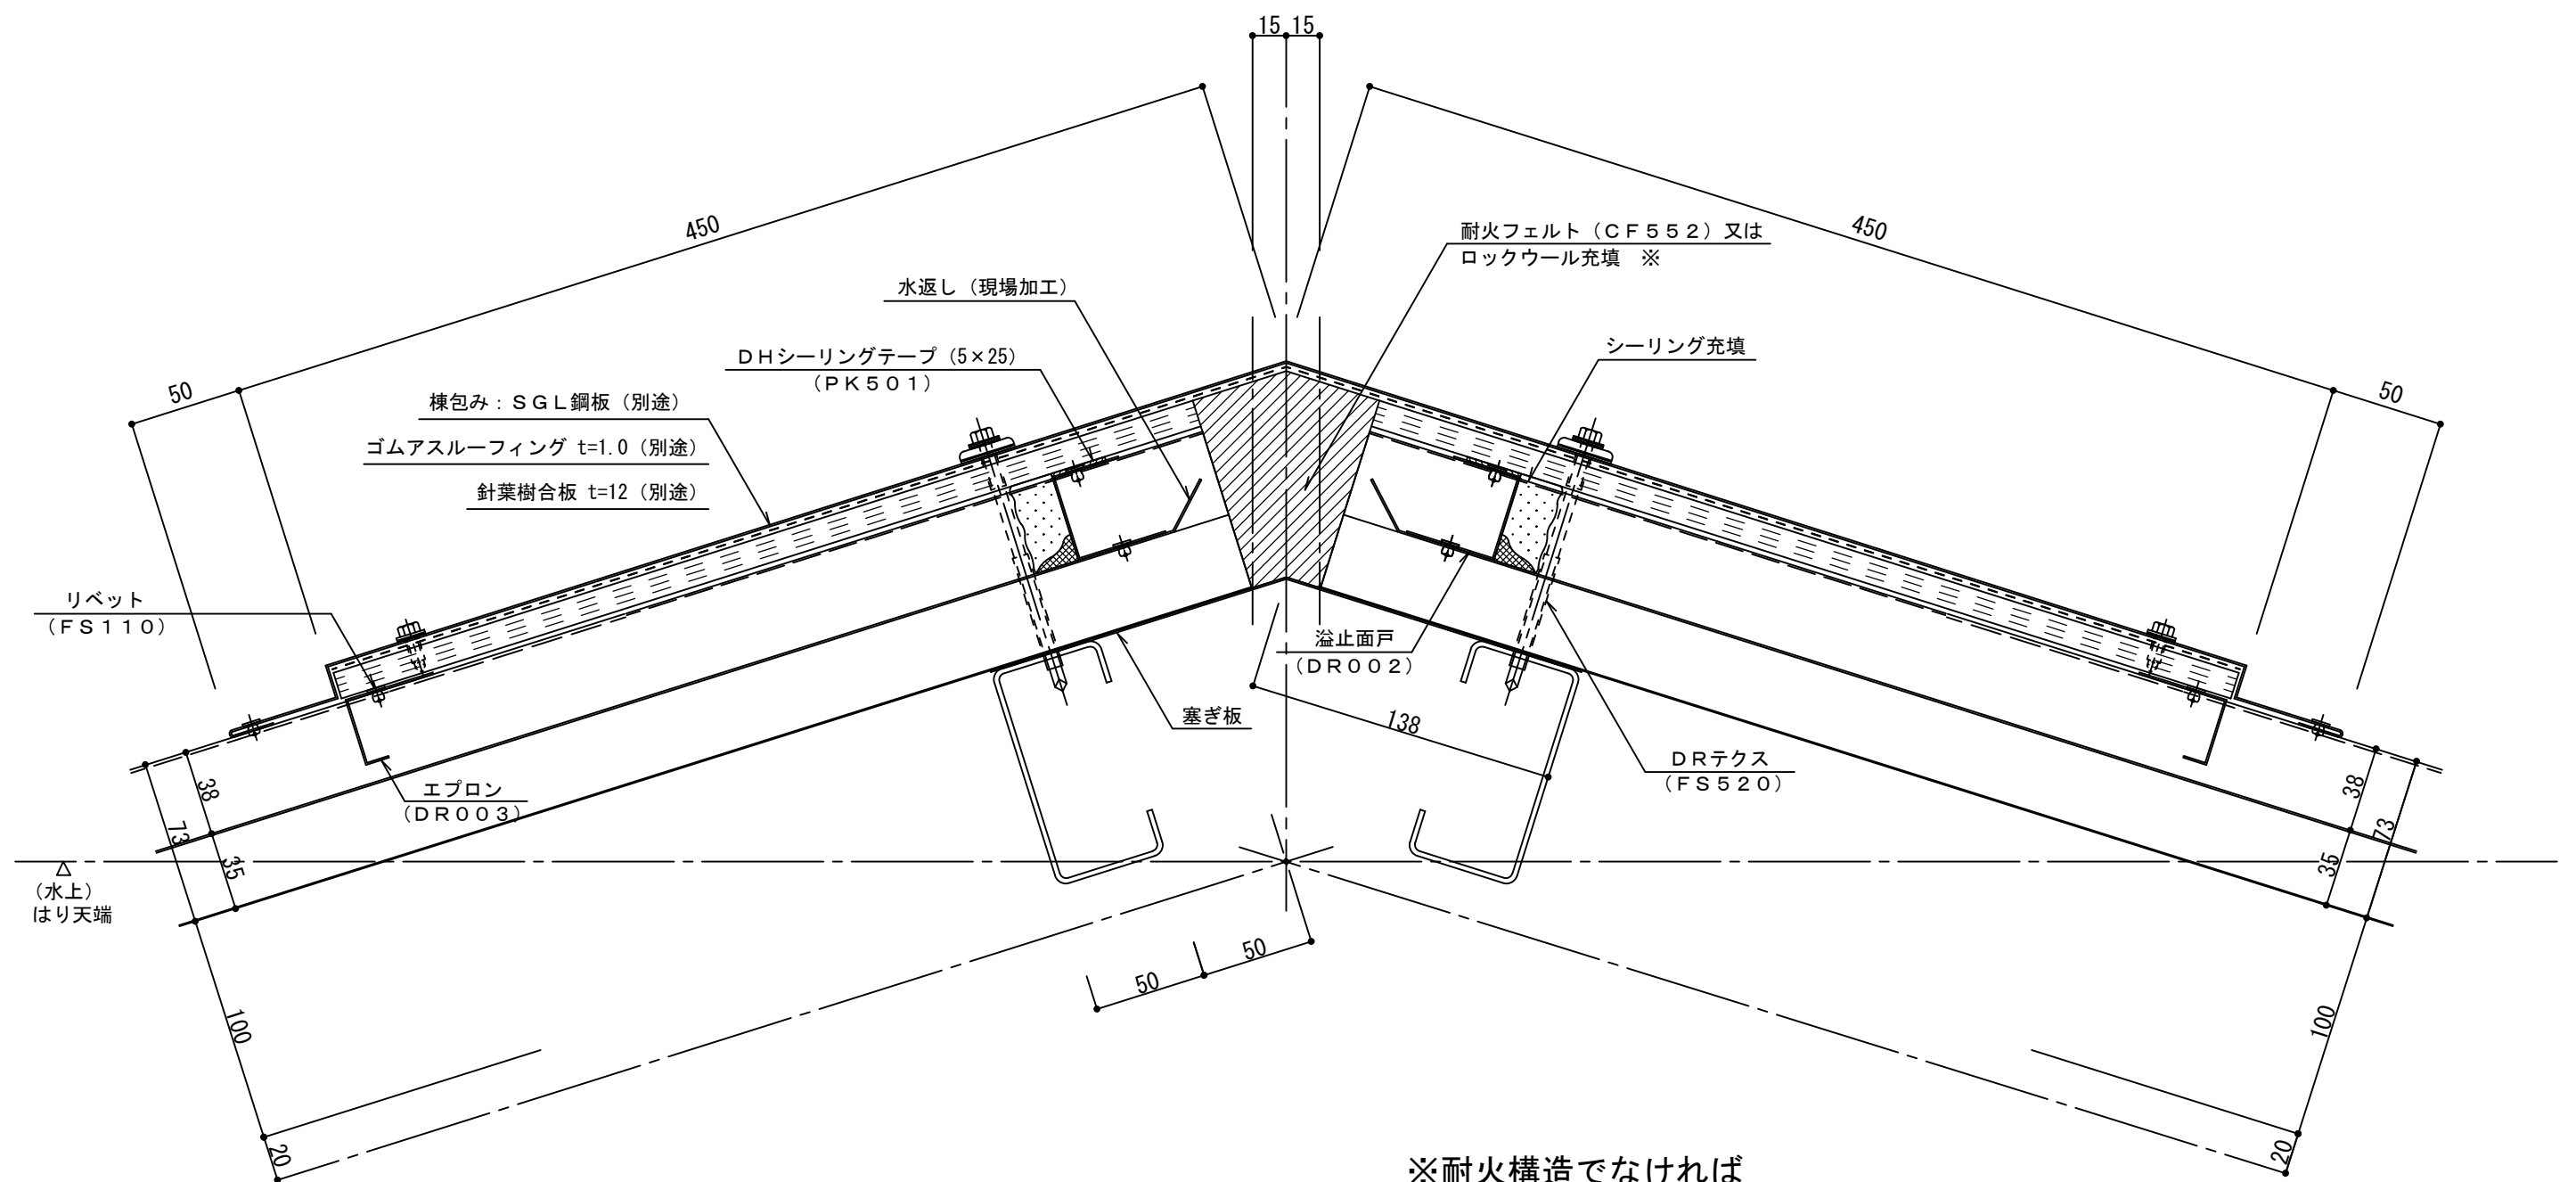 15 15
450
450
耐火フェルト（ＣＦ５５２）又は
ロックウール充填　※
水返し（現場加工）
ＤＨシーリングテープ（5×25）
（ＰＫ５０１）
シーリング充填
50
50
棟包み：ＳＧＬ鋼板（別途）
ゴムアスルーフィング t=1.0（別途）
針葉樹合板 t=12（別途）
リベット
（ＦＳ１１０）
溢止面戸
（ＤＲ００２）
塞ぎ板
138
ＤＲテクス
（ＦＳ５２０）
エプロン
（ＤＲ００３）
38
73
35
38
73
35
（水上）
はり天端
50
50
100
100
20
20
※耐火構造でなければ